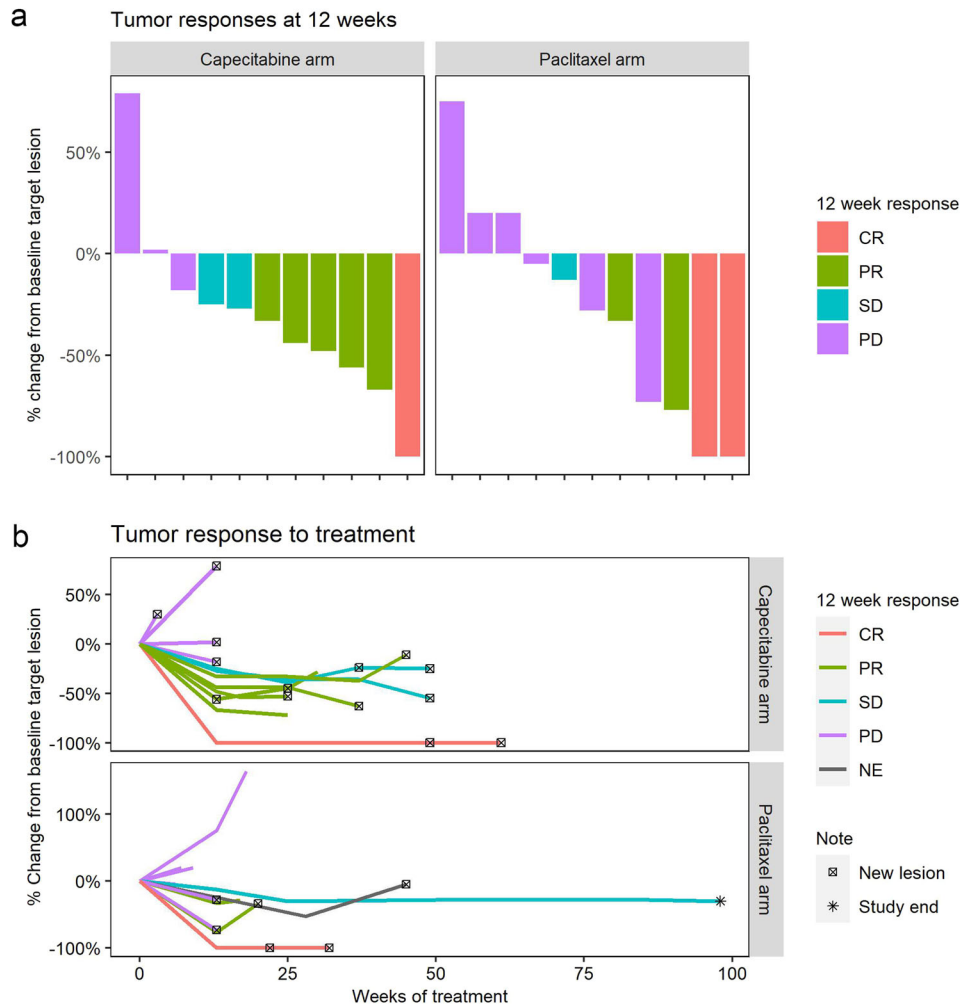 a
Tumor responses at 12 weeks
Capecitabine arm
Paclitaxel arm
% change from baseline target lesion
50%
0%
-50%
-100%
12 week response
CR
PR
SD
PD
b
Tumor response to treatment
% Change from baseline target lesion
50%
0%
-50%
-100%
Capecitabine arm
100%
0%
-100%
Paclitaxel arm
0
25
50
75
100
Weeks of treatment
12 week response
CR
PR
SD
PD
NE
Note
New lesion
Study end